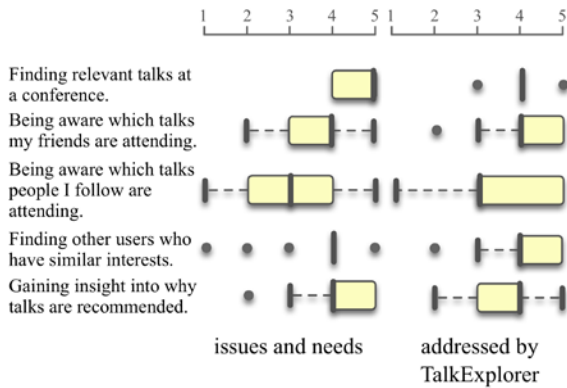 1 2 3 4 5 1 2 3 4 5
Finding relevant talks at
a conference.
Being aware which talks
my friends are attending.
Being aware which talks
people I follow are
attending.
Finding other users who
have similar interests.
Gaining insight into why
talks are recommended.
issues and needs
addressed by
TalkExplorer